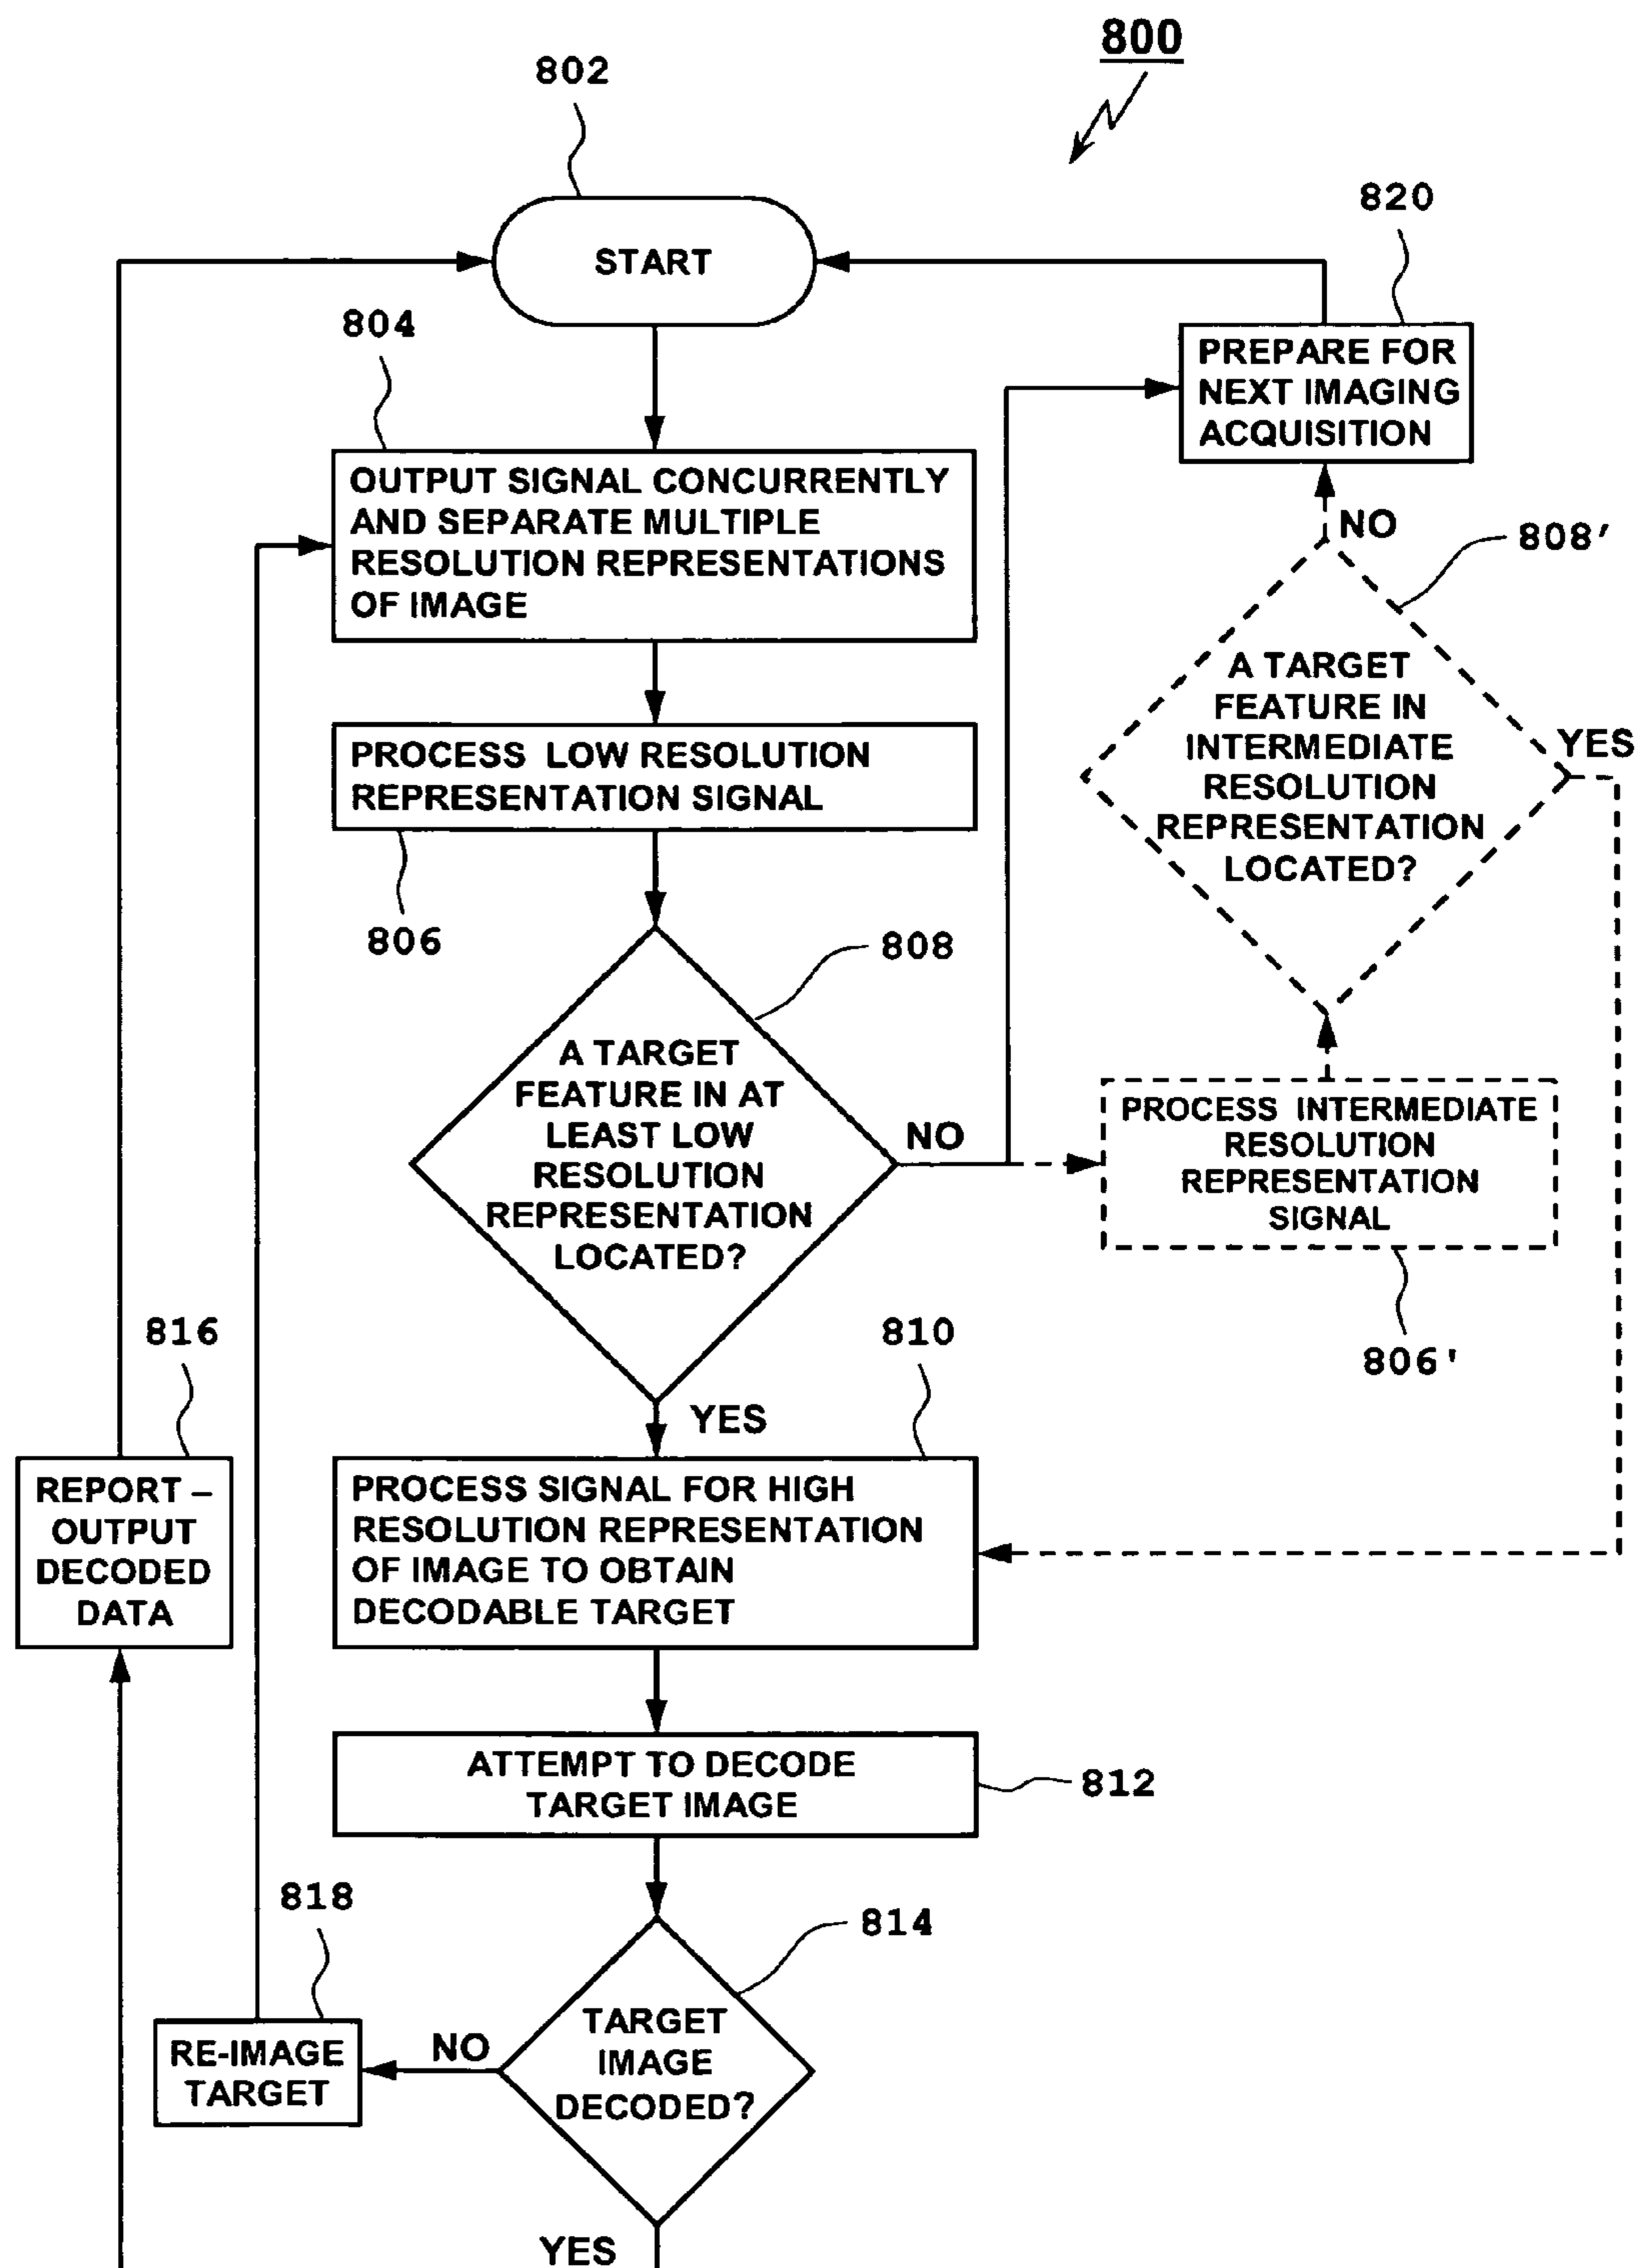 800
802
START
820
804
PREPARE FOR
NEXT IMAGING
ACQUISITION
OUTPUT SIGNAL CONCURRENTLY
AND SEPARATE MULTIPLE
RESOLUTION REPRESENTATIONS
OF IMAGE
NO
808'
A TARGET
FEATURE IN
INTERMEDIATE
RESOLUTION
REPRESENTATION
LOCATED?
YES
PROCESS LOW RESOLUTION
REPRESENTATION SIGNAL
806
808
A TARGET
FEATURE IN AT
LEAST LOW
RESOLUTION
REPRESENTATION
LOCATED?
NO
PROCESS INTERMEDIATE
RESOLUTION
REPRESENTATION
SIGNAL
806'
816
810
YES
REPORT –
OUTPUT
DECODED
DATA
PROCESS SIGNAL FOR HIGH
RESOLUTION REPRESENTATION
OF IMAGE TO OBTAIN
DECODABLE TARGET
ATTEMPT TO DECODE
TARGET IMAGE
812
818
814
RE-IMAGE
TARGET
NO
TARGET
IMAGE
DECODED?
YES